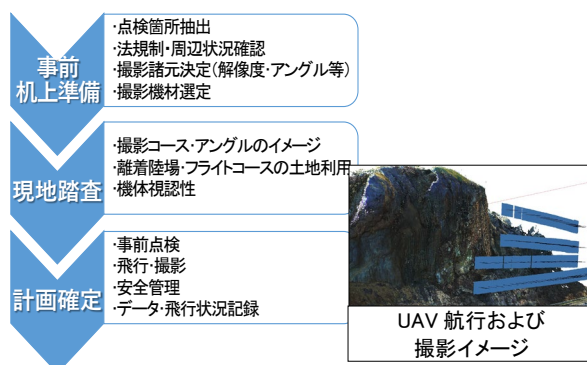 事前
机上準備
・点検箇所抽出
・法規制・周辺状況確認
・撮影諸元決定(解像度・アングル等)
・撮影機材選定
現地踏査
・撮影コース・アングルのイメージ
・離着陸場・フライトコースの土地利用
・機体視認性
計画確定
・事前点検
・飛行・撮影
・安全管理
・データ・飛行状況記録
UAV 航行および
撮影イメージ